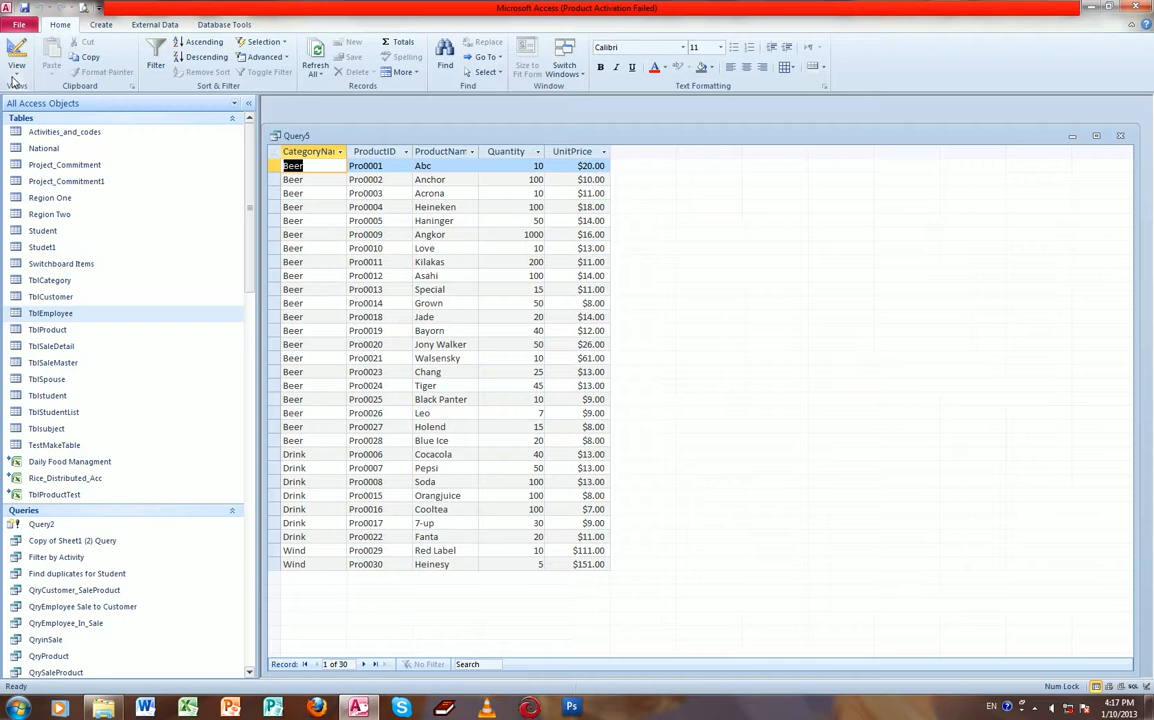 Microsoft Access (Product Activation Failed)
File Home Create External Data Database Tools
View
Views
Paste
Cut
Copy
Format Painter
Clipboard
Filter
Ascending
Descending
Remove Sort
Selection
Advanced
Toggle Filter
Sort & Filter
Refresh
All
New
Save
Delete
Totals
Spelling
More
Records
Find
Replace
Go To
Select
Find
Size to
Fit Form
Switch
Windows
Window
Calibri 11
B I U A
Text Formatting
All Access Objects
Tables
Activities_and_codes
National
Project_Commitment
Project_Commitment1
Region One
Region Two
Student
Studet1
Switchboard Items
TblCategory
TblCustomer
TblEmployee
TblProduct
TblSaleDetail
TblSaleMaster
TblSpouse
Tblstudent
TblStudentList
Tblsubject
TestMakeTable
Daily Food Managment
Rice_Distributed_Acc
TblProductTest
Queries
Query2
Copy of Sheet1 (2) Query
Filter by Activity
Find duplicates for Student
QryCustomer_SaleProduct
QryEmployee Sale to Customer
QryEmployee_In_Sale
QryinSale
QryProduct
QrySaleProduct
Query5
CategoryNai ProductID ProductNam Quantity UnitPrice
Beer Pro0001 Abc 10 $20.00
Beer Pro0002 Anchor 100 $10.00
Beer Pro0003 Acrona 10 $11.00
Beer Pro0004 Heineken 100 $18.00
Beer Pro0005 Haninger 50 $14.00
Beer Pro0009 Angkor 1000 $16.00
Beer Pro0010 Love 10 $13.00
Beer Pro0011 Kilakas 200 $11.00
Beer Pro0012 Asahi 100 $14.00
Beer Pro0013 Special 15 $11.00
Beer Pro0014 Grown 50 $8.00
Beer Pro0018 Jade 20 $14.00
Beer Pro0019 Bayorn 40 $12.00
Beer Pro0020 Jony Walker 50 $26.00
Beer Pro0021 Walsensky 10 $61.00
Beer Pro0023 Chang 25 $13.00
Beer Pro0024 Tiger 45 $13.00
Beer Pro0025 Black Panter 10 $9.00
Beer Pro0026 Leo 7 $9.00
Beer Pro0027 Holend 15 $8.00
Beer Pro0028 Blue Ice 20 $8.00
Drink Pro0006 Cocacola 40 $13.00
Drink Pro0007 Pepsi 50 $13.00
Drink Pro0008 Soda 100 $13.00
Drink Pro0015 Orangjuice 100 $8.00
Drink Pro0016 Cooltea 100 $7.00
Drink Pro0017 7-up 30 $9.00
Drink Pro0022 Fanta 20 $11.00
Wind Pro0029 Red Label 10 $111.00
Wind Pro0030 Heinesy 5 $151.00
Record: 1 of 30 No Filter Search
Ready Num Lock SQL
EN 4:17 PM
1/10/2013